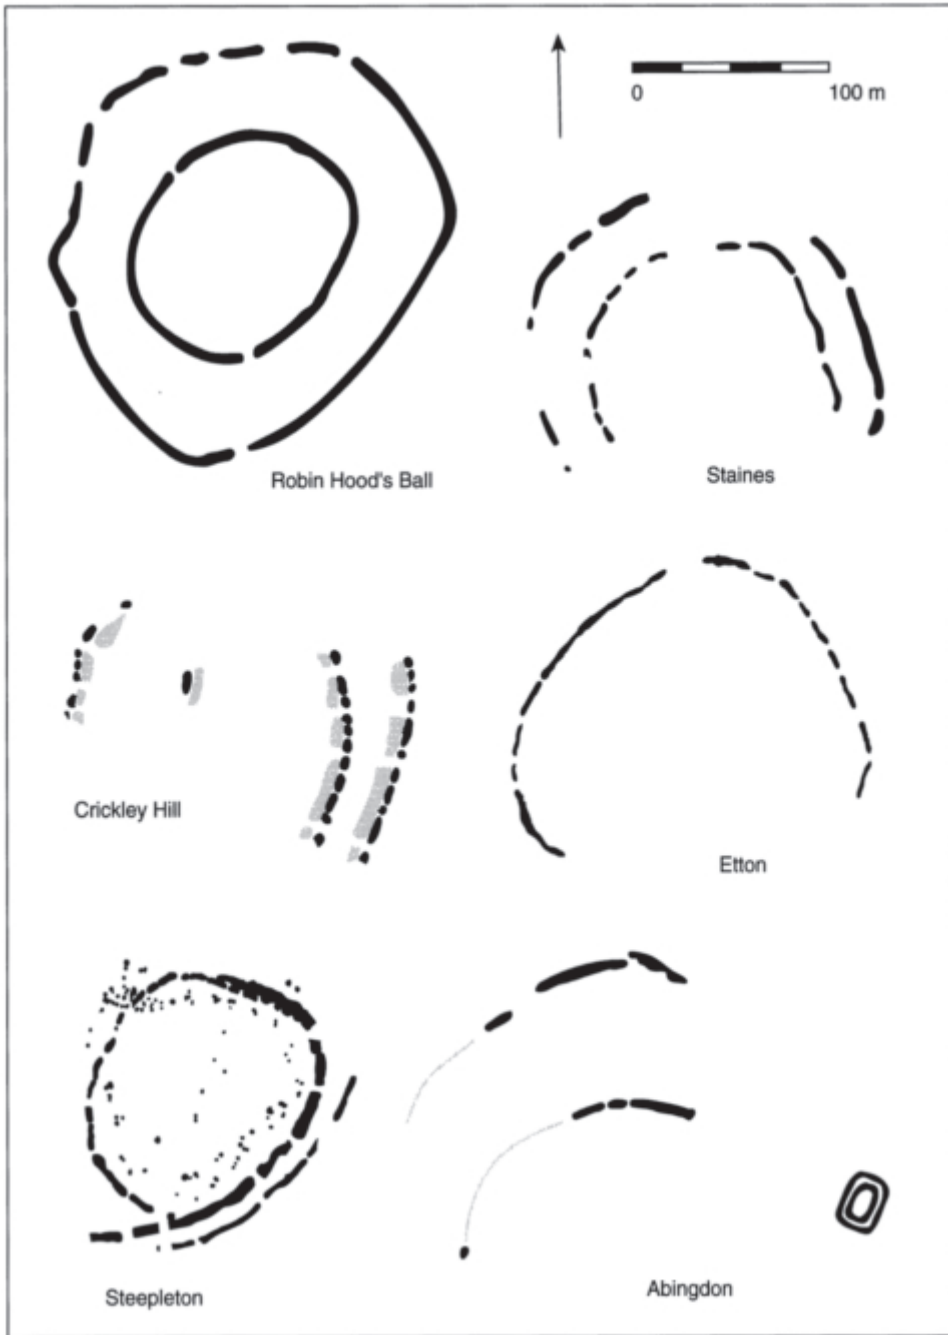 0 100 m
Robin Hood's Ball
Staines
Crickley Hill
Etton
Steepleton
Abingdon